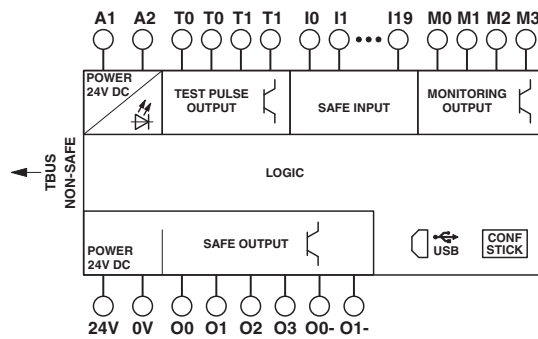 A1 A2 T0 T0 T1 T1 I0 I1 ••• I19 M0 M1 M2 M3
POWER
24V DC
TEST PULSE
OUTPUT
SAFE INPUT
MONITORING
OUTPUT
TBUS
NON-SAFE
LOGIC
POWER
24V DC
SAFE OUTPUT
USB
CONF
STICK
24V 0V O0 O1 O2 O3 O0- O1-